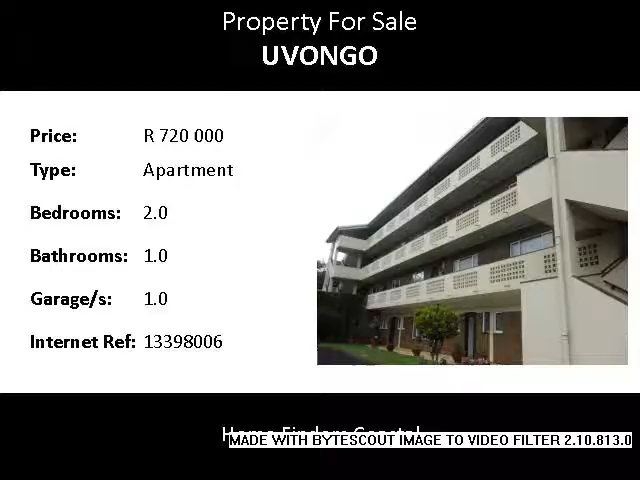 Property For Sale
UVONGO
Price: R 720 000
Type: Apartment
Bedrooms: 2.0
Bathrooms: 1.0
Garage/s: 1.0
Internet Ref: 13398006
MADE WITH BYTESCOUT IMAGE TO VIDEO FILTER 2.10.813.0